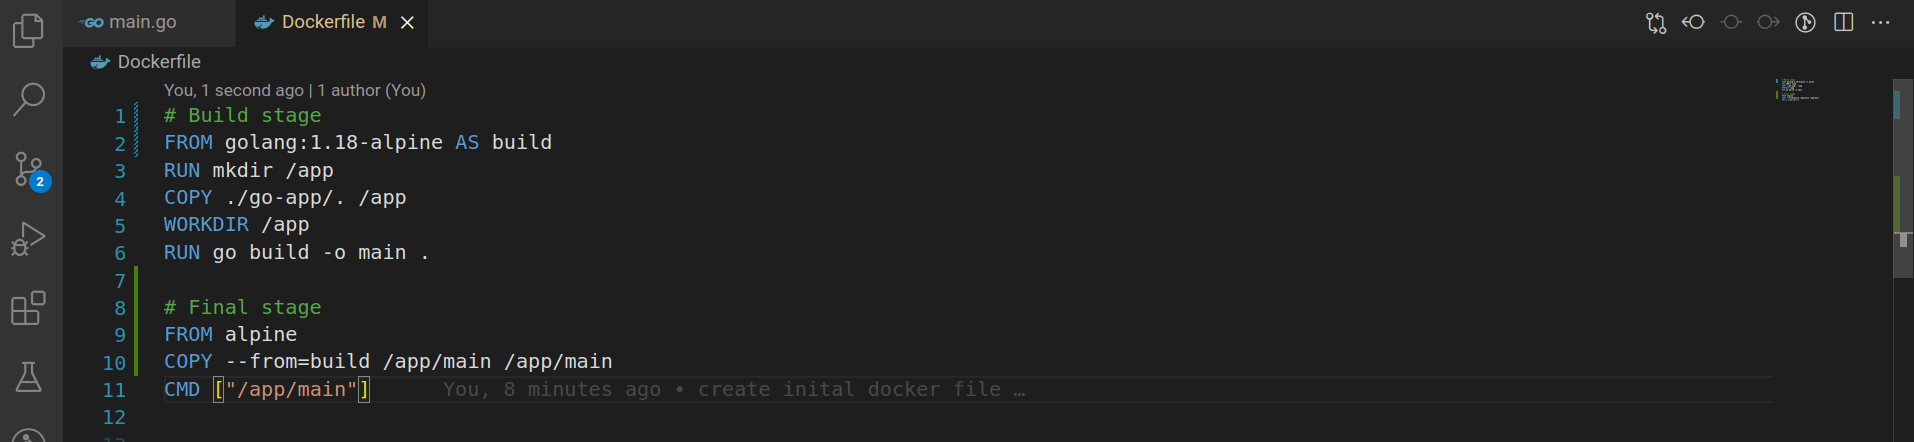 GO main.go
Dockerfile M
Dockerfile
You, 1 second ago | 1 author (You)
1 # Build stage
2 FROM golang:1.18-alpine AS build
3 RUN mkdir /app
4 COPY ./go-app/. /app
5 WORKDIR /app
6 RUN go build -o main .
7
8 # Final stage
9 FROM alpine
10 COPY --from=build /app/main /app/main
11 CMD ["/app/main"] You, 8 minutes ago • create inital docker file …
12
2